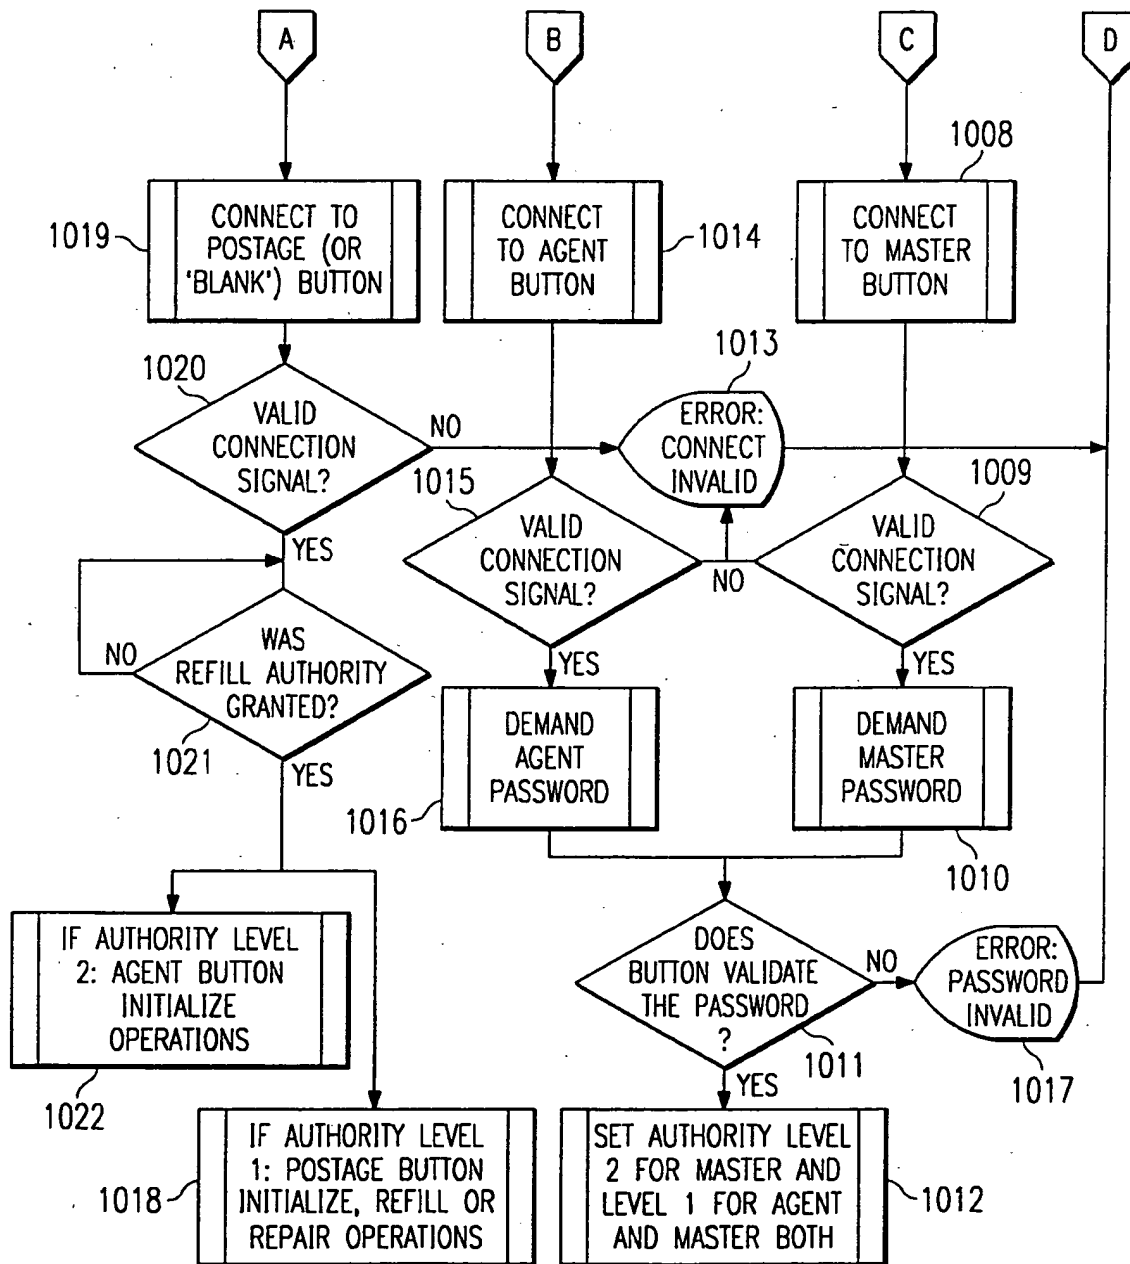 A
B
C
D
1008
1019
CONNECT TO
POSTAGE (OR
'BLANK') BUTTON
CONNECT
TO AGENT
BUTTON
1014
CONNECT
TO MASTER
BUTTON
1020
VALID
CONNECTION
SIGNAL?
NO
YES
1013
ERROR:
CONNECT
INVALID
1015
VALID
CONNECTION
SIGNAL?
NO
YES
1009
VALID
CONNECTION
SIGNAL?
YES
WAS
REFILL AUTHORITY
GRANTED?
NO
1021
YES
DEMAND
AGENT
PASSWORD
1016
DEMAND
MASTER
PASSWORD
1010
IF AUTHORITY LEVEL
2: AGENT BUTTON
INITIALIZE
OPERATIONS
1022
DOES
BUTTON VALIDATE
THE PASSWORD
?
NO
1011
YES
ERROR:
PASSWORD
INVALID
1017
IF AUTHORITY LEVEL
1: POSTAGE BUTTON
INITIALIZE, REFILL OR
REPAIR OPERATIONS
1018
SET AUTHORITY LEVEL
2 FOR MASTER AND
LEVEL 1 FOR AGENT
AND MASTER BOTH
1012